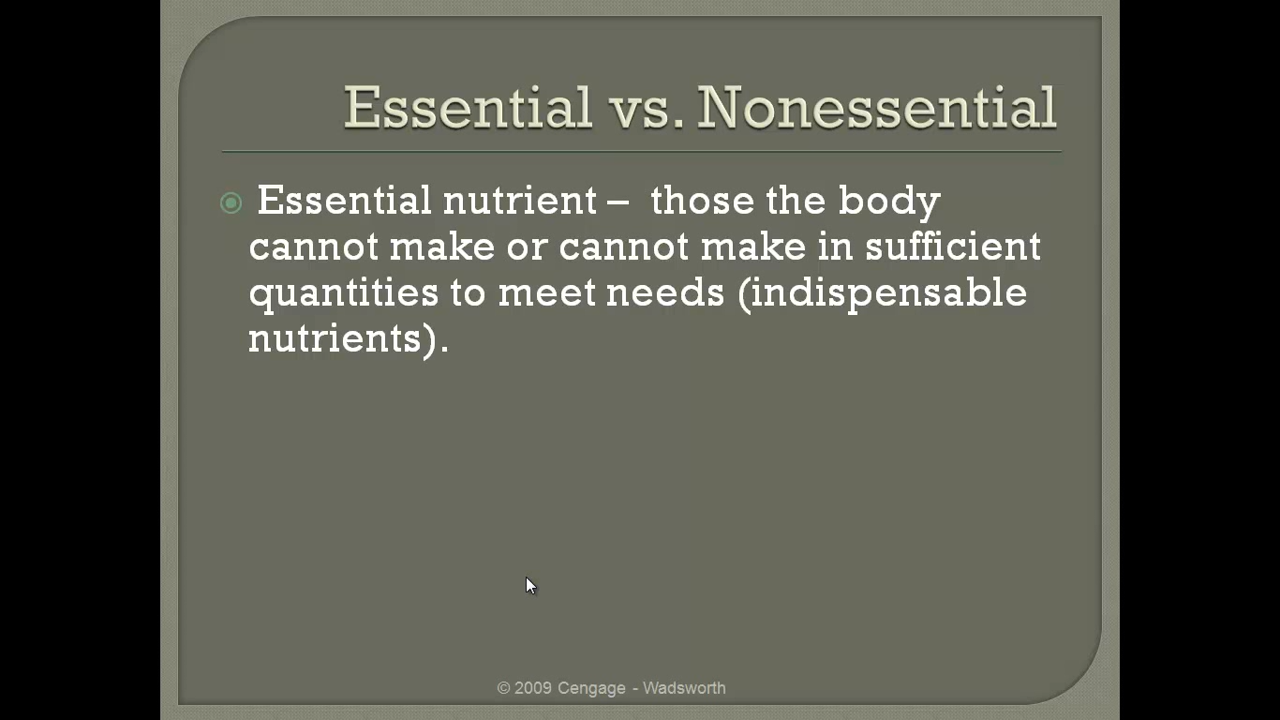 Essential vs. Nonessential
Essential nutrient – those the body
cannot make or cannot make in sufficient
quantities to meet needs (indispensable
nutrients).
© 2009 Cengage - Wadsworth